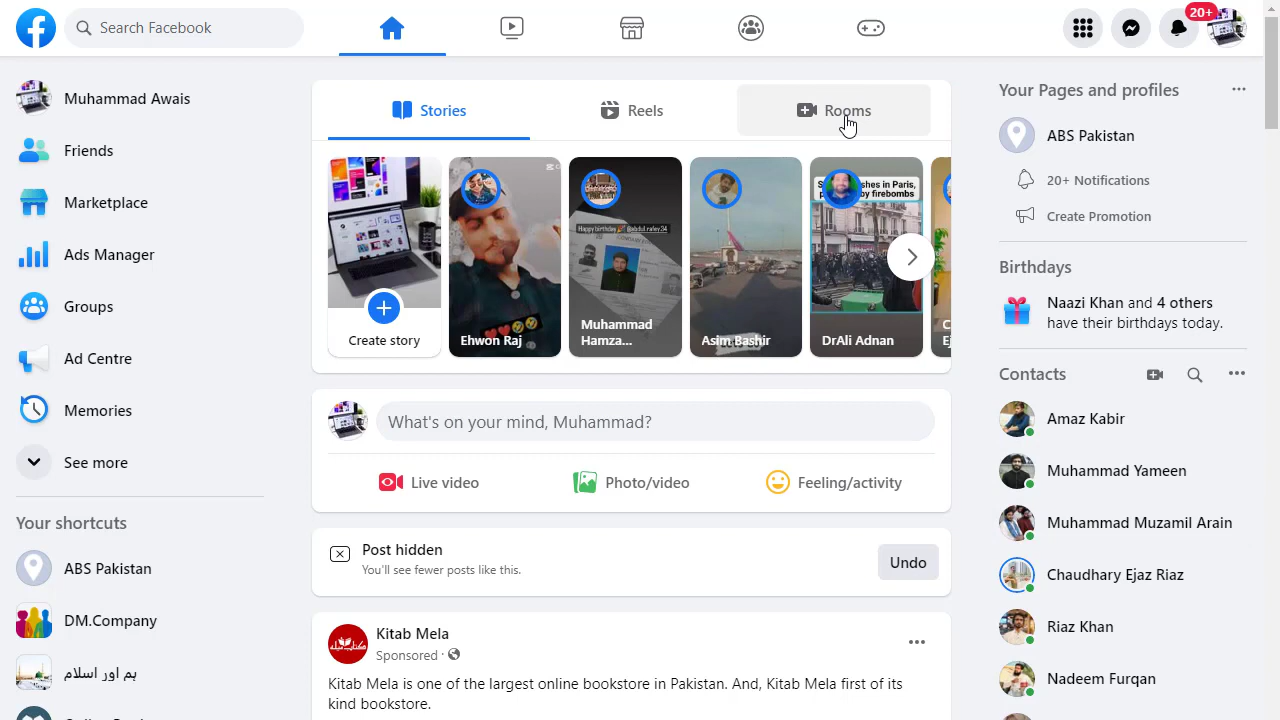 Search Facebook
20+
Muhammad Awais
Friends
Marketplace
Ads Manager
Groups
Ad Centre
Memories
See more
Your shortcuts
ABS Pakistan
DM.Company
ہم اور اسلام
Stories
Reels
Rooms
Create story
Ehwon Raj
Happy birthday 🎉 @abdul.rafey.34
Muhammad
Hamza...
Asim Bashir
DrAli Adnan
What's on your mind, Muhammad?
Live video
Photo/video
Feeling/activity
Post hidden
You'll see fewer posts like this.
Undo
Kitab Mela
Sponsored ·
Kitab Mela is one of the largest online bookstore in Pakistan. And, Kitab Mela first of its
kind bookstore.
Your Pages and profiles
ABS Pakistan
20+ Notifications
Create Promotion
Birthdays
Naazi Khan and 4 others
have their birthdays today.
Contacts
Amaz Kabir
Muhammad Yameen
Muhammad Muzamil Arain
Chaudhary Ejaz Riaz
Riaz Khan
Nadeem Furqan